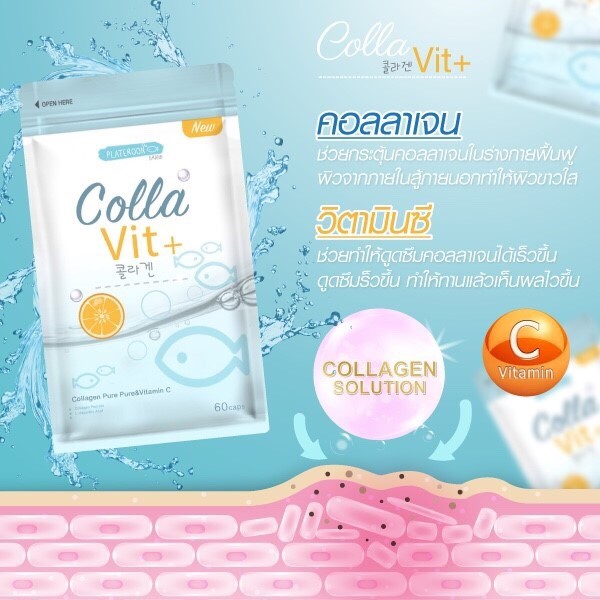 Colla
Vit+
콜라겐
คอลลาเจน
ช่วยกระตุ้นคอลลาเจนในร่างกายฟื้นฟู
ผิวจากภายในสู่ภายนอกทำให้ผิวขาวใส
วิตามินซี
ช่วยทำให้ดูดซึมคอลลาเจนได้เร็วขึ้น
ดูดซึมเร็วขึ้น ทำให้ทานแล้วเห็นผลไวขึ้น
COLLAGEN
SOLUTION
C
Vitamin
OPEN HERE
New
PLATEROON
Colla
Vit+
콜라겐
Collagen Pure Pure&Vitamin C
60caps